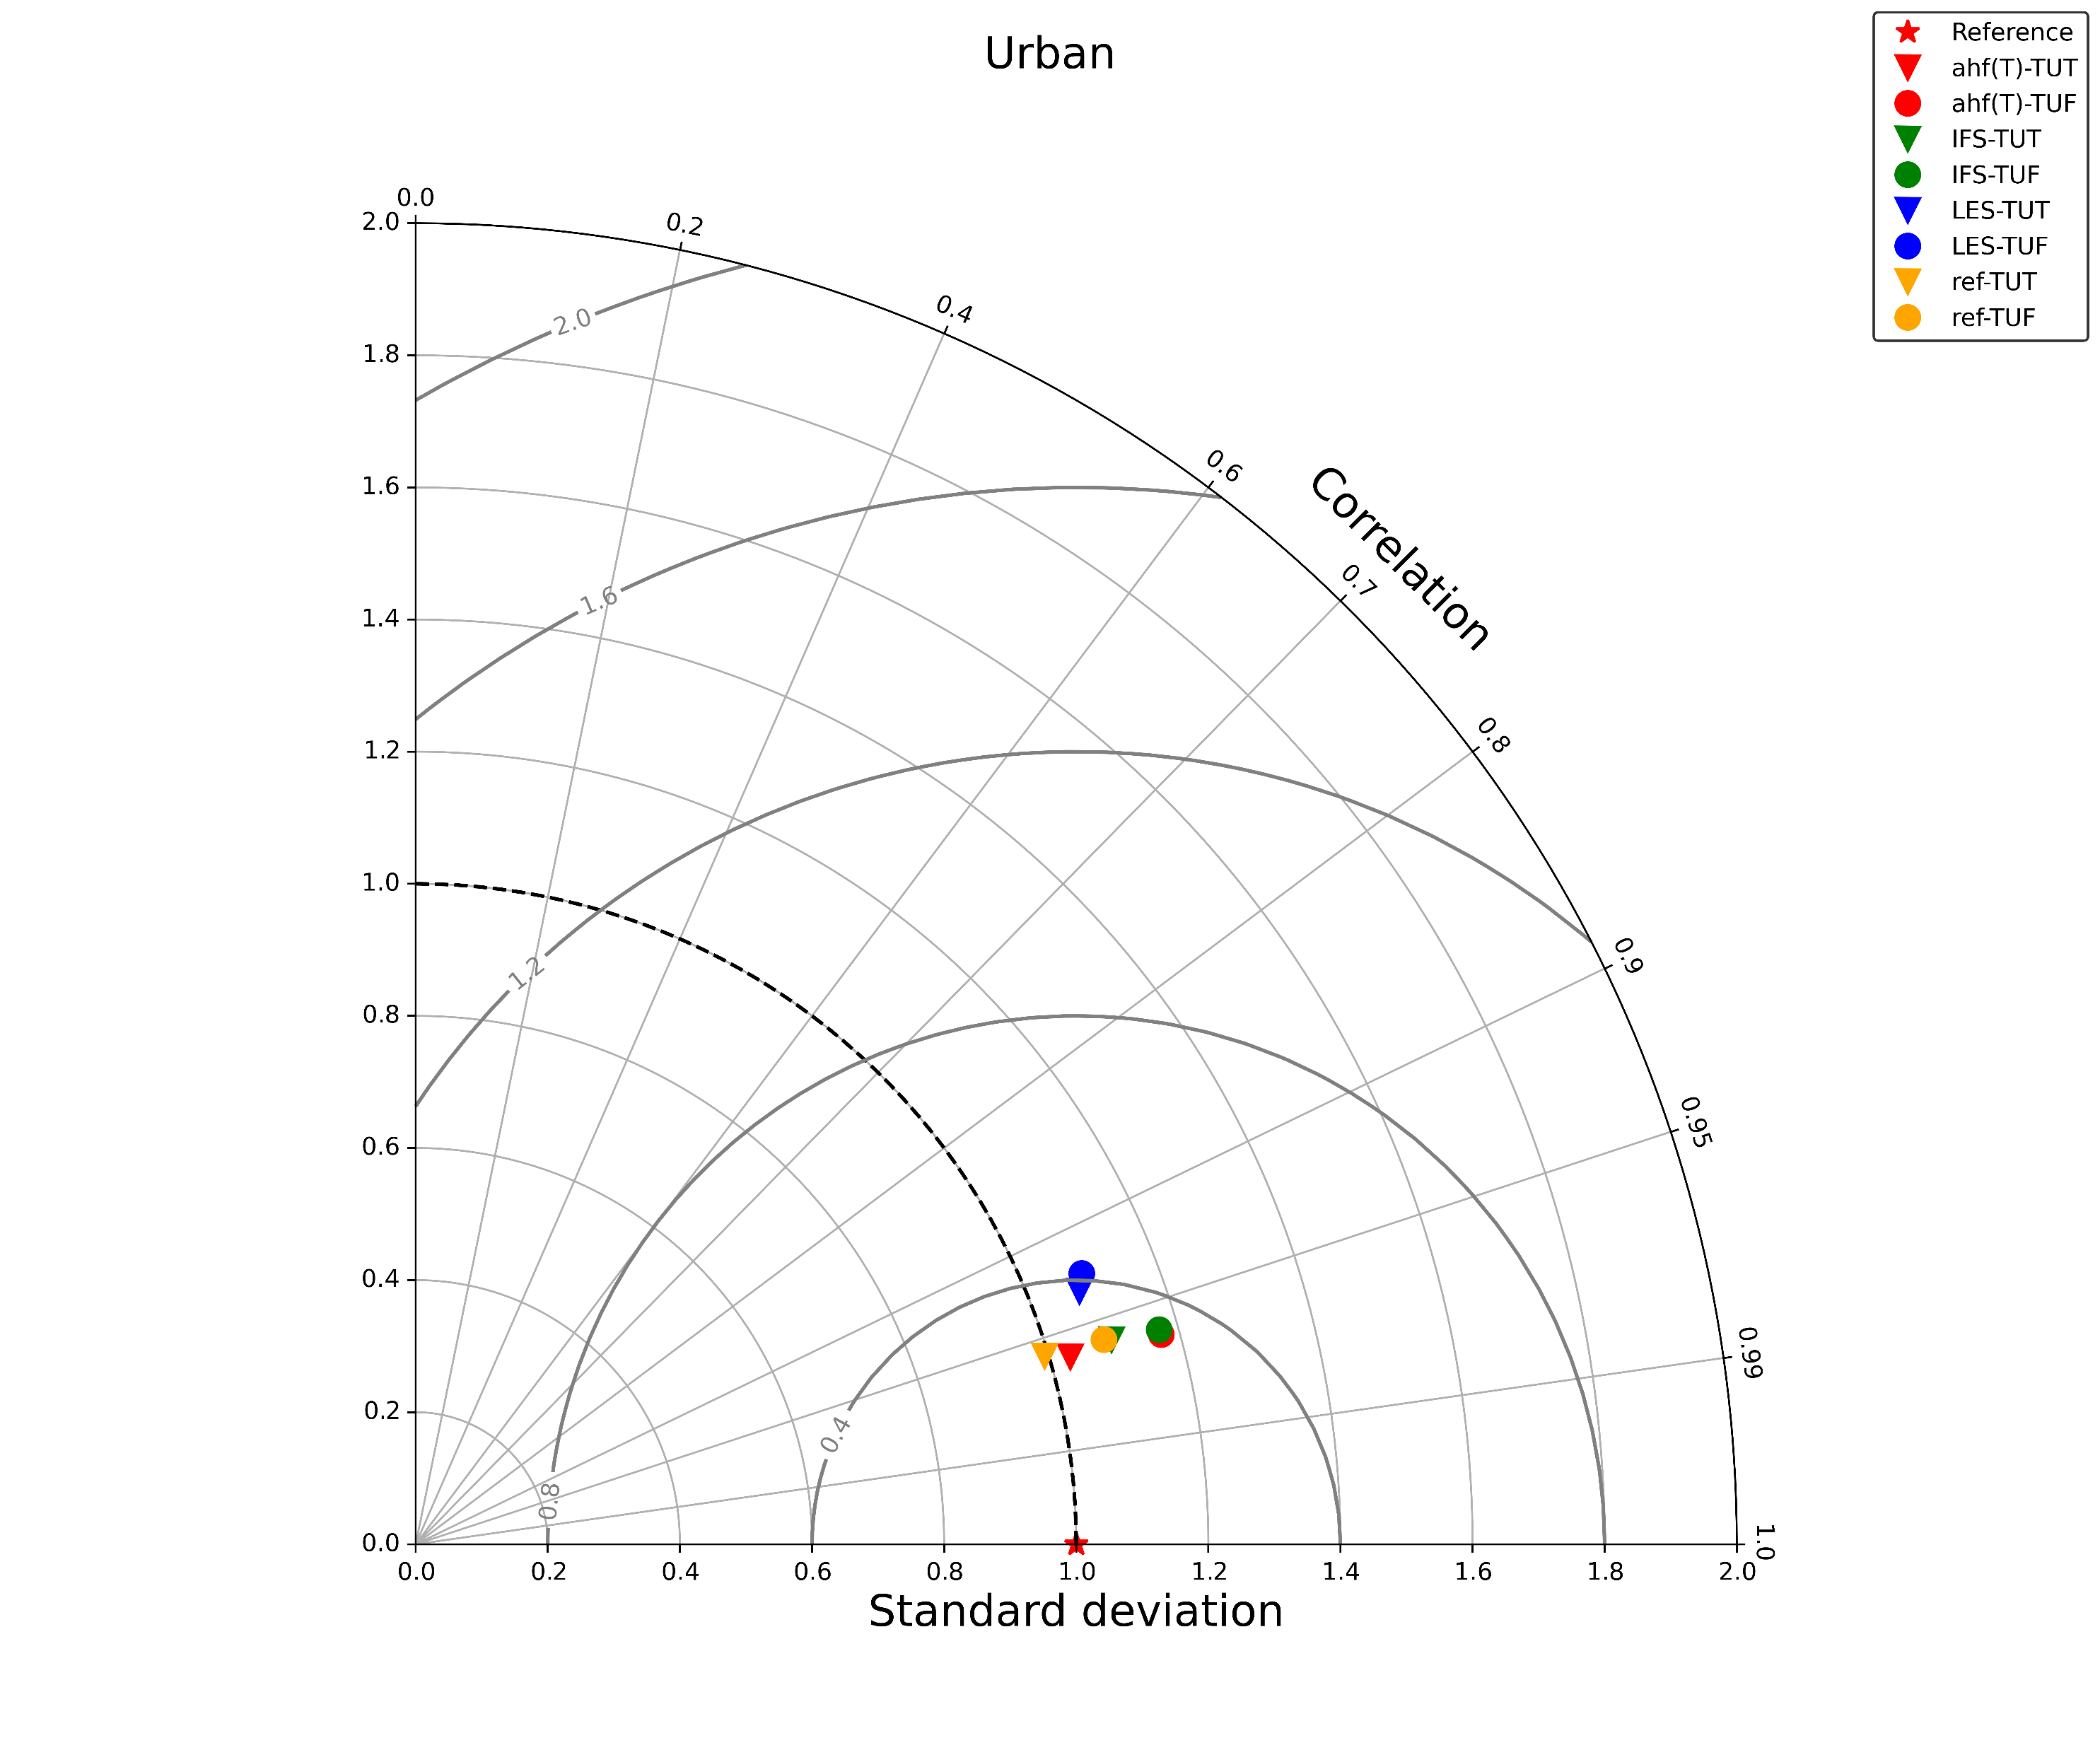 Urban
Reference
ahf(T)-TUT
ahf(T)-TUF
IFS-TUT
IFS-TUF
LES-TUT
LES-TUF
ref-TUT
ref-TUF
0.0
0.2
0.4
0.6
0.7
0.8
0.9
0.95
0.99
1.0
Correlation
2.0
1.8
1.6
1.4
1.2
1.0
0.8
0.6
0.4
0.2
0.0
2.0
1.6
1.2
0.8
0.4
0.0 0.2 0.4 0.6 0.8 1.0 1.2 1.4 1.6 1.8 2.0
Standard deviation